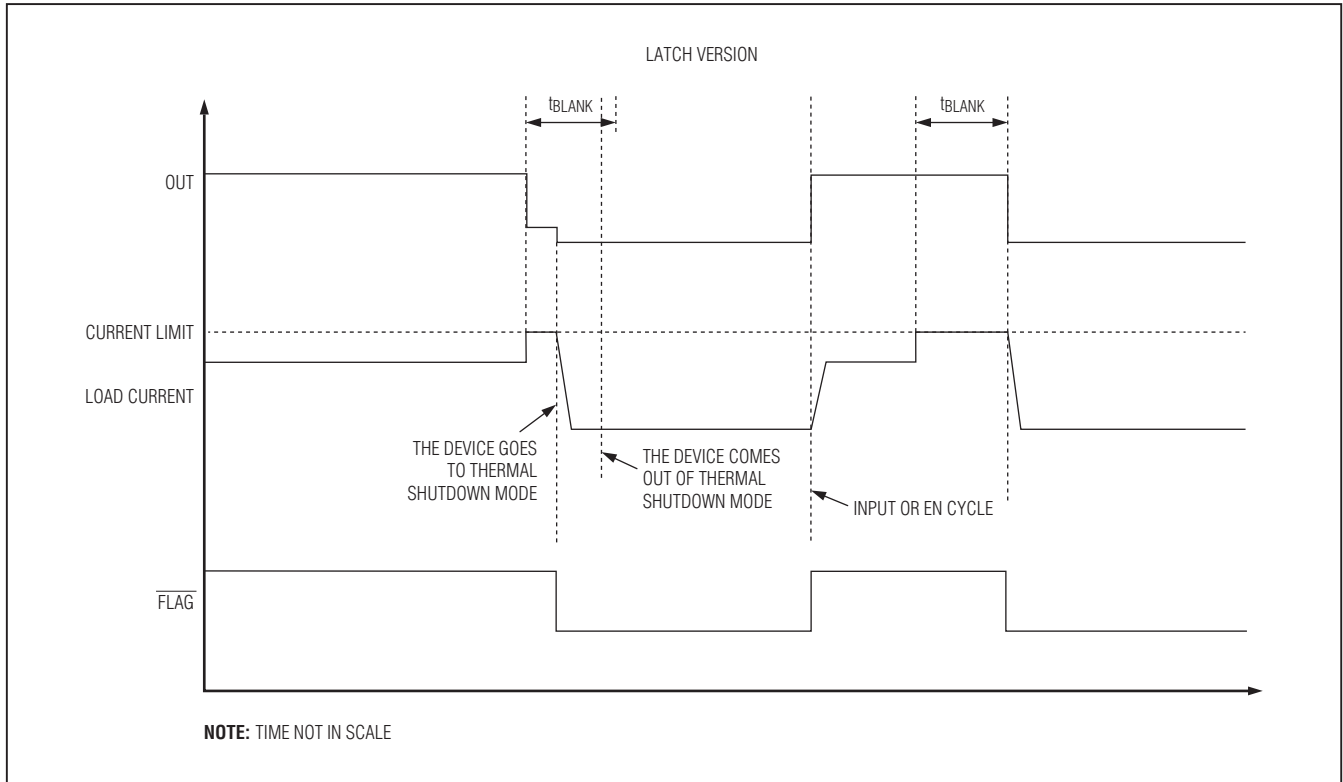 LATCH VERSION
tBLANK
tBLANK
OUT
CURRENT LIMIT
LOAD CURRENT
THE DEVICE GOES
TO THERMAL
SHUTDOWN MODE
THE DEVICE COMES
OUT OF THERMAL
SHUTDOWN MODE
INPUT OR EN CYCLE
FLAG
NOTE: TIME NOT IN SCALE